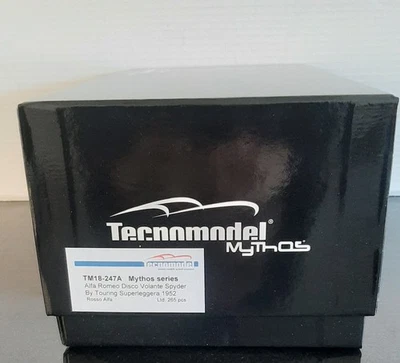 Tecnomodel®
MyThos
tecnomodel
TM18-247A Mythos series
Alfa Romeo Disco Volante Spyder
By Touring Superleggera 1952
Rosso Alfa Ltd. 265 pcs